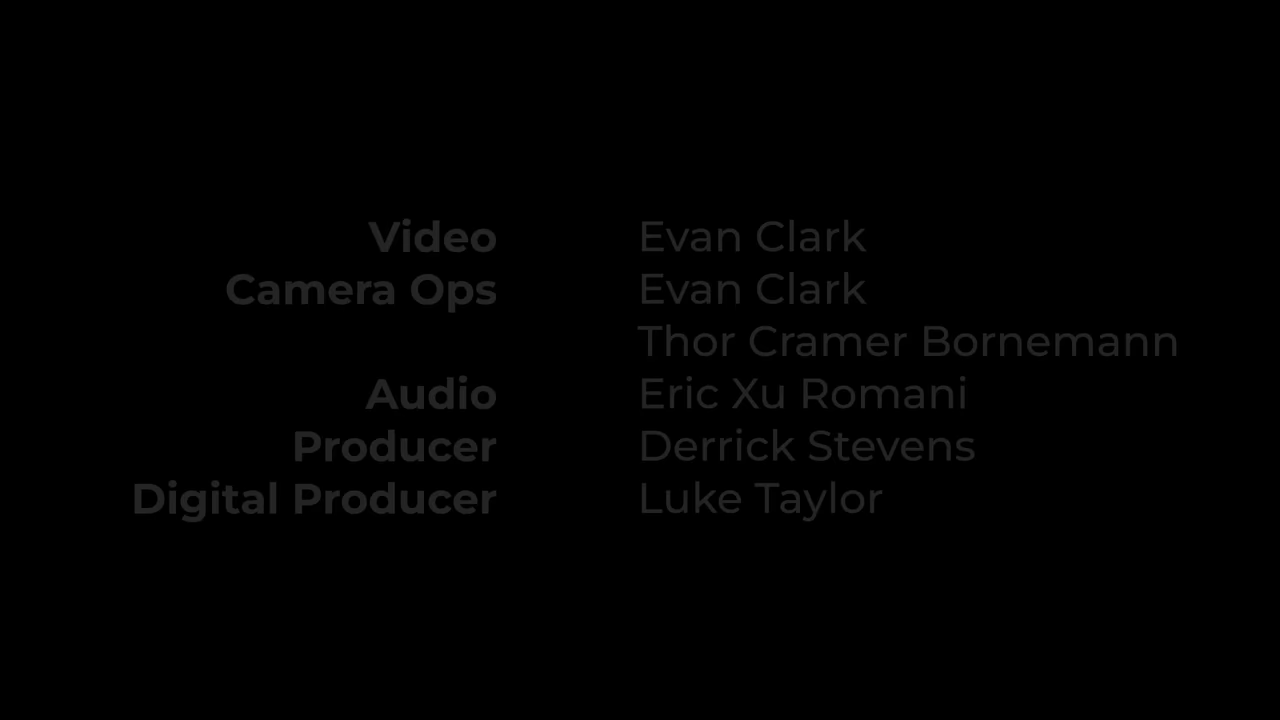 Video Evan Clark
Camera Ops Evan Clark
Thor Cramer Bornemann
Audio Eric Xu Romani
Producer Derrick Stevens
Digital Producer Luke Taylor